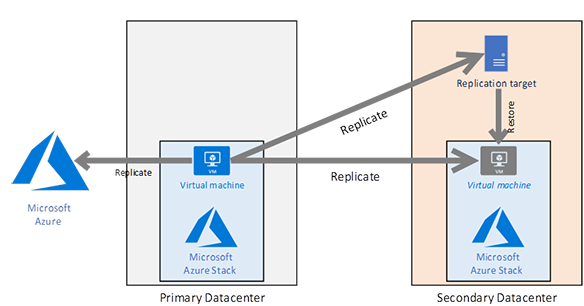 Replication target
Replicate
Restore
VM
Virtual machine
Replicate
Replicate
VM
Virtual machine
Microsoft
Azure
Microsoft
Azure Stack
Microsoft
Azure Stack
Primary Datacenter
Secondary Datacenter